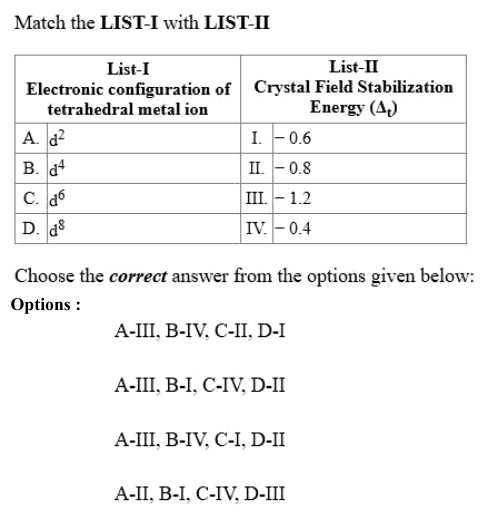 Match the LIST-I with LIST-II
List-I
Electronic configuration of
tetrahedral metal ion
List-II
Crystal Field Stabilization
Energy (Δt)
A. d²
I. – 0.6
B. d⁴
II. – 0.8
C. d⁶
III. – 1.2
D. d⁸
IV. – 0.4
Choose the correct answer from the options given below:
Options :
A-III, B-IV, C-II, D-I
A-III, B-I, C-IV, D-II
A-III, B-IV, C-I, D-II
A-II, B-I, C-IV, D-III